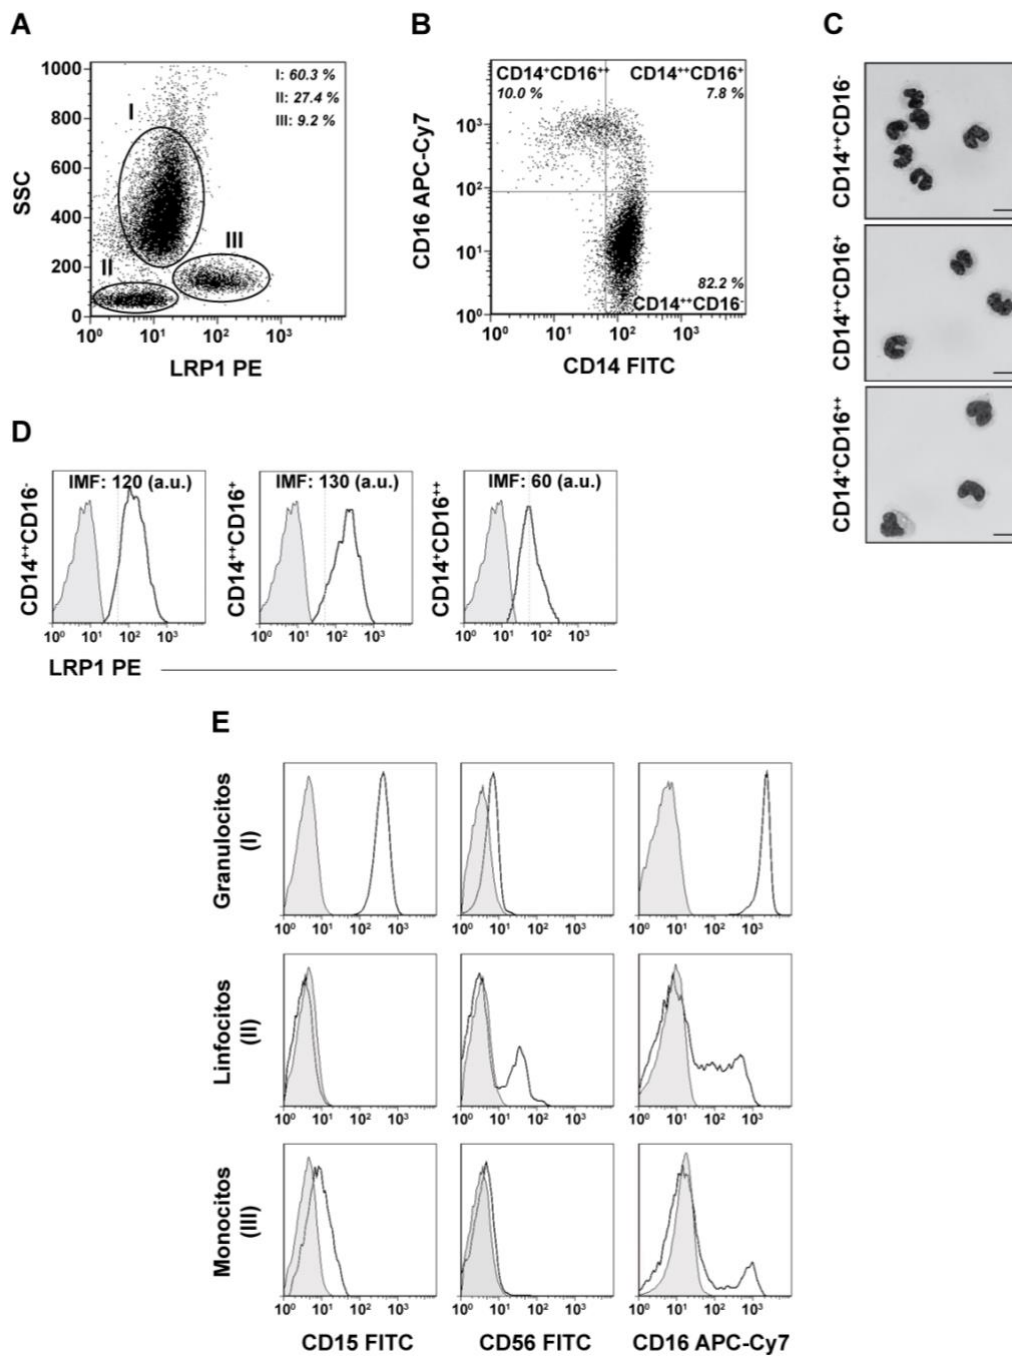 A
1000
800
600
400
200
0
SSC
I
II
III
I: 60.3 %
II: 27.4 %
III: 9.2 %
10⁰ 10¹ 10² 10³
LRP1 PE
B
CD14⁺CD16⁺⁺ CD14⁺⁺CD16⁺
10.0 % 7.8 %
10³
10²
10¹
10⁰
CD16 APC-Cy7
82.2 %
CD14⁺⁺CD16⁻
10⁰ 10¹ 10² 10³
CD14 FITC
C
CD14⁺⁺CD16⁻
CD14⁺⁺CD16⁺
CD14⁺CD16⁺⁺
D
CD14⁺⁺CD16⁻
IMF: 120 (a.u.)
10⁰ 10¹ 10² 10³
CD14⁺⁺CD16⁺
IMF: 130 (a.u.)
10⁰ 10¹ 10² 10³
CD14⁺CD16⁺⁺
IMF: 60 (a.u.)
10⁰ 10¹ 10² 10³
LRP1 PE
E
Granulocitos
(I)
10⁰ 10¹ 10² 10³
10⁰ 10¹ 10² 10³
10⁰ 10¹ 10² 10³
Linfocitos
(II)
10⁰ 10¹ 10² 10³
10⁰ 10¹ 10² 10³
10⁰ 10¹ 10² 10³
Monocitos
(III)
10⁰ 10¹ 10² 10³
10⁰ 10¹ 10² 10³
10⁰ 10¹ 10² 10³
CD15 FITC CD56 FITC CD16 APC-Cy7